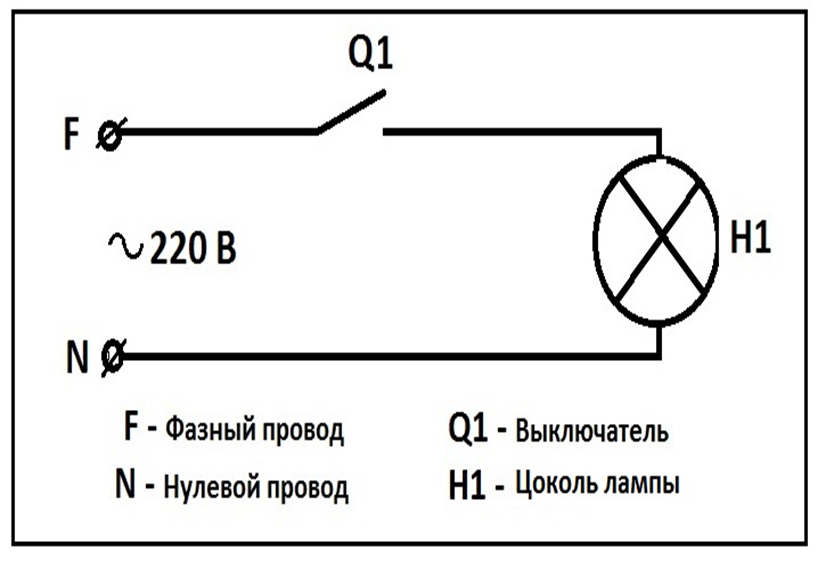 Q1
F
~ 220 В
H1
N
F - Фазный провод
Q1 - Выключатель
N - Нулевой провод
H1 - Цоколь лампы